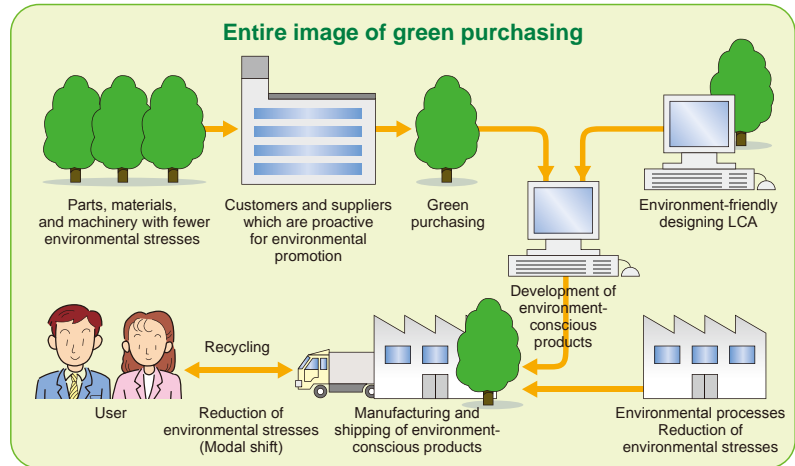 Entire image of green purchasing
Parts, materials,
and machinery with fewer
environmental stresses
Customers and suppliers
which are proactive
for environmental
promotion
Green
purchasing
Environment-friendly
designing LCA
Development of
environment-
conscious
products
Recycling
User
Reduction of
environmental stresses
(Modal shift)
Manufacturing and
shipping of environment-
conscious products
Environmental processes
Reduction of
environmental stresses